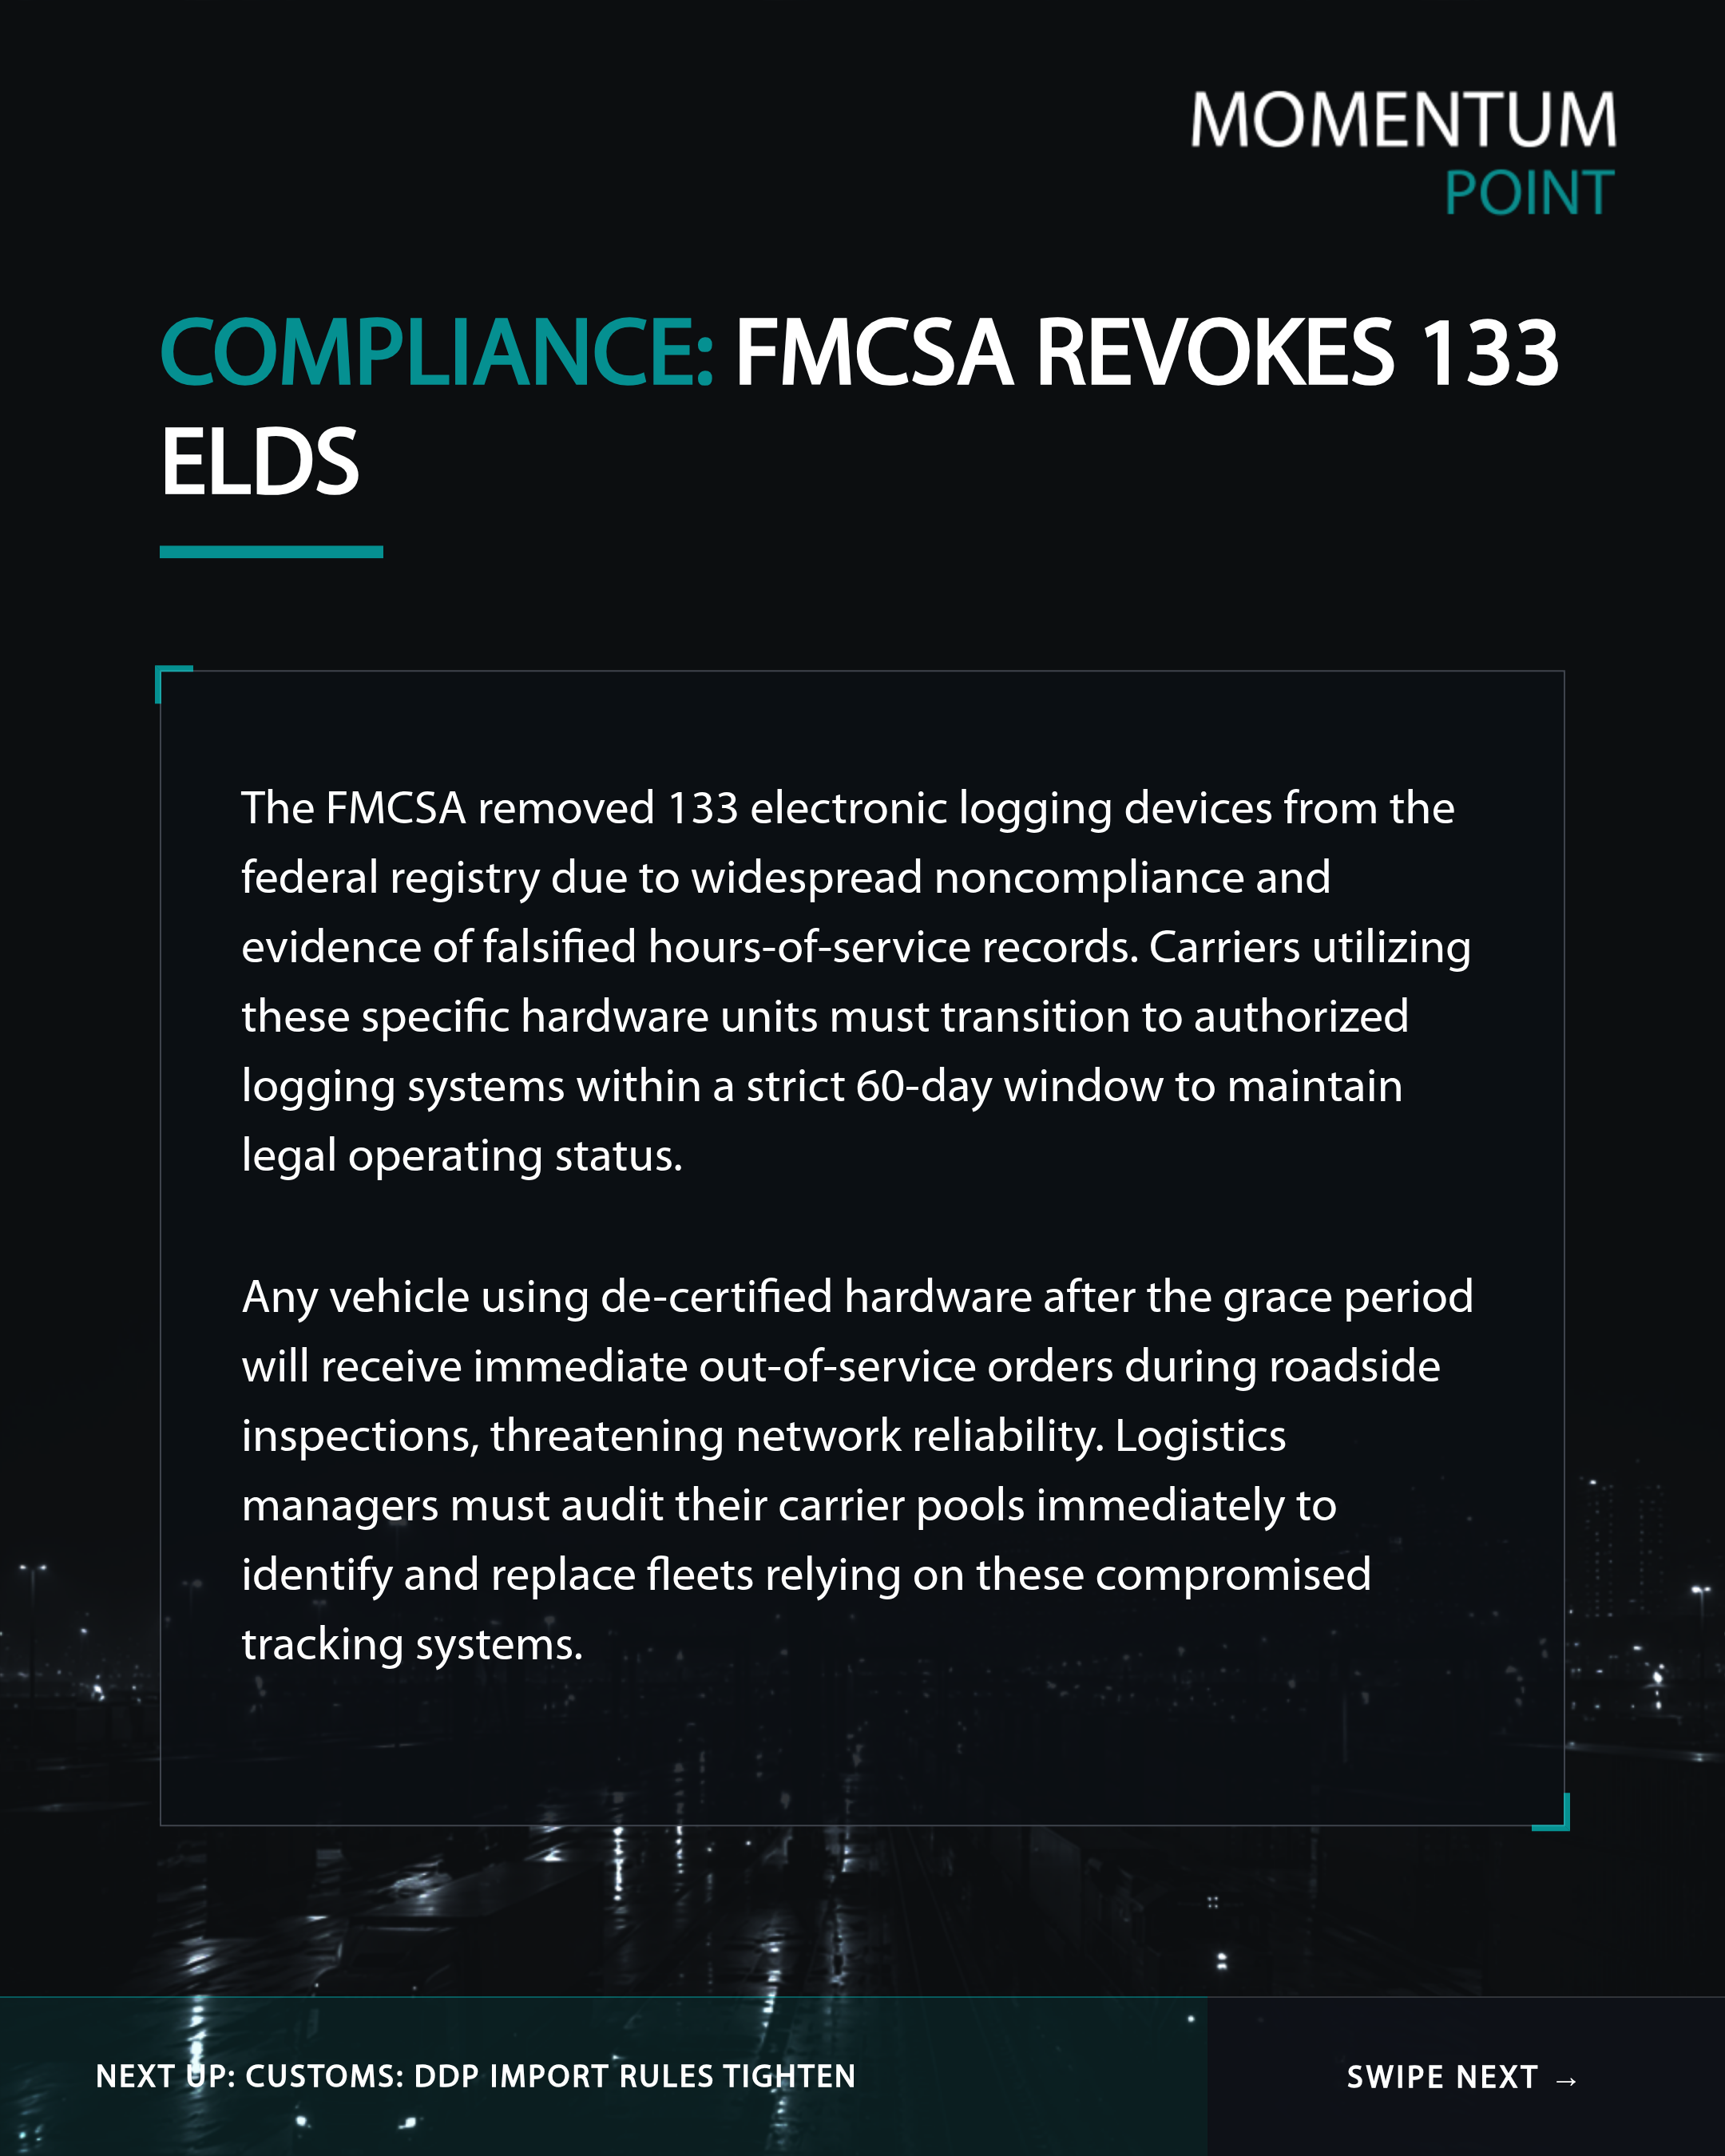 MOMENTUM
POINT
COMPLIANCE: FMCSA REVOKES 133
ELDS
The FMCSA removed 133 electronic logging devices from the
federal registry due to widespread noncompliance and
evidence of falsified hours-of-service records. Carriers utilizing
these specific hardware units must transition to authorized
logging systems within a strict 60-day window to maintain
legal operating status.
Any vehicle using de-certified hardware after the grace period
will receive immediate out-of-service orders during roadside
inspections, threatening network reliability. Logistics
managers must audit their carrier pools immediately to
identify and replace fleets relying on these compromised
tracking systems.
NEXT UP: CUSTOMS: DDP IMPORT RULES TIGHTEN
SWIPE NEXT →